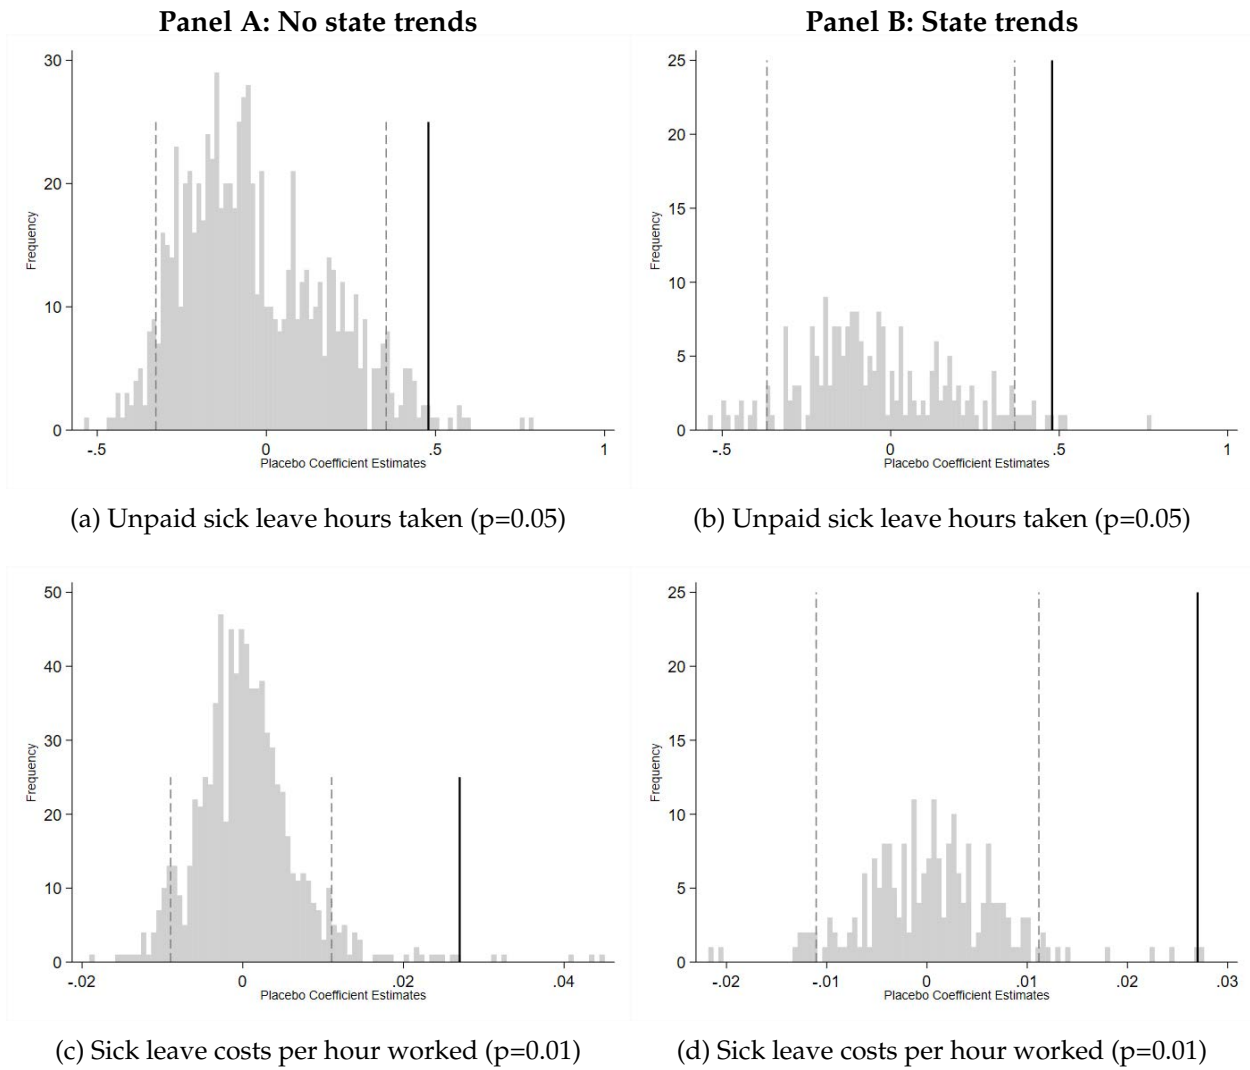 Panel A: No state trends
Panel B: State trends
30
20
10
0
Frequency
-.5
0
.5
1
Placebo Coefficient Estimates
25
20
15
10
5
0
Frequency
-.5
0
.5
1
Placebo Coefficient Estimates
(a) Unpaid sick leave hours taken (p=0.05)
(b) Unpaid sick leave hours taken (p=0.05)
50
40
30
20
10
0
Frequency
-.02
0
.02
.04
Placebo Coefficient Estimates
25
20
15
10
5
0
Frequency
-.02
-.01
0
.01
.02
.03
Placebo Coefficient Estimates
(c) Sick leave costs per hour worked (p=0.01)
(d) Sick leave costs per hour worked (p=0.01)